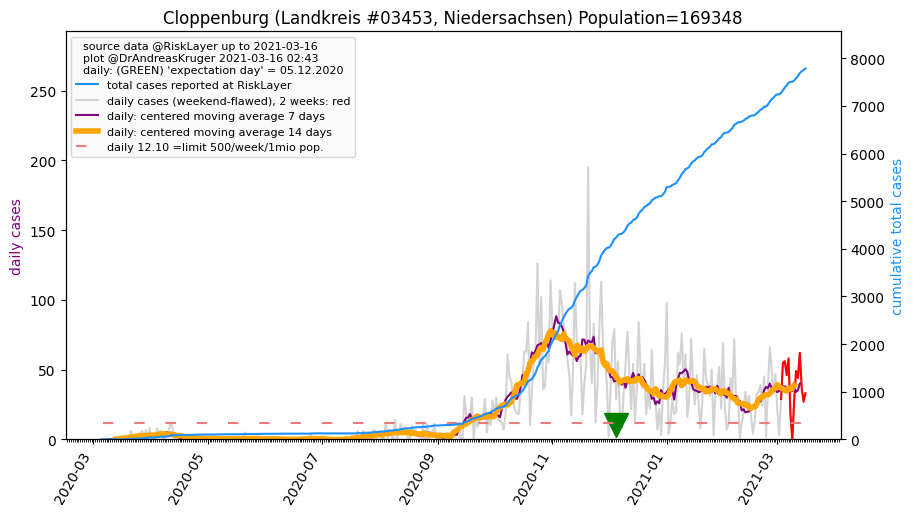 Cloppenburg (Landkreis #03453, Niedersachsen) Population=169348
source data @RiskLayer up to 2021-03-16
plot @DrAndreasKruger 2021-03-16 02:43
daily: (GREEN) 'expectation day' = 05.12.2020
total cases reported at RiskLayer
daily cases (weekend-flawed), 2 weeks: red
daily: centered moving average 7 days
daily: centered moving average 14 days
daily 12.10 =limit 500/week/1mio pop.
daily cases
250
200
150
100
50
0
cumulative total cases
8000
7000
6000
5000
4000
3000
2000
1000
0
2020-03
2020-05
2020-07
2020-09
2020-11
2021-01
2021-03